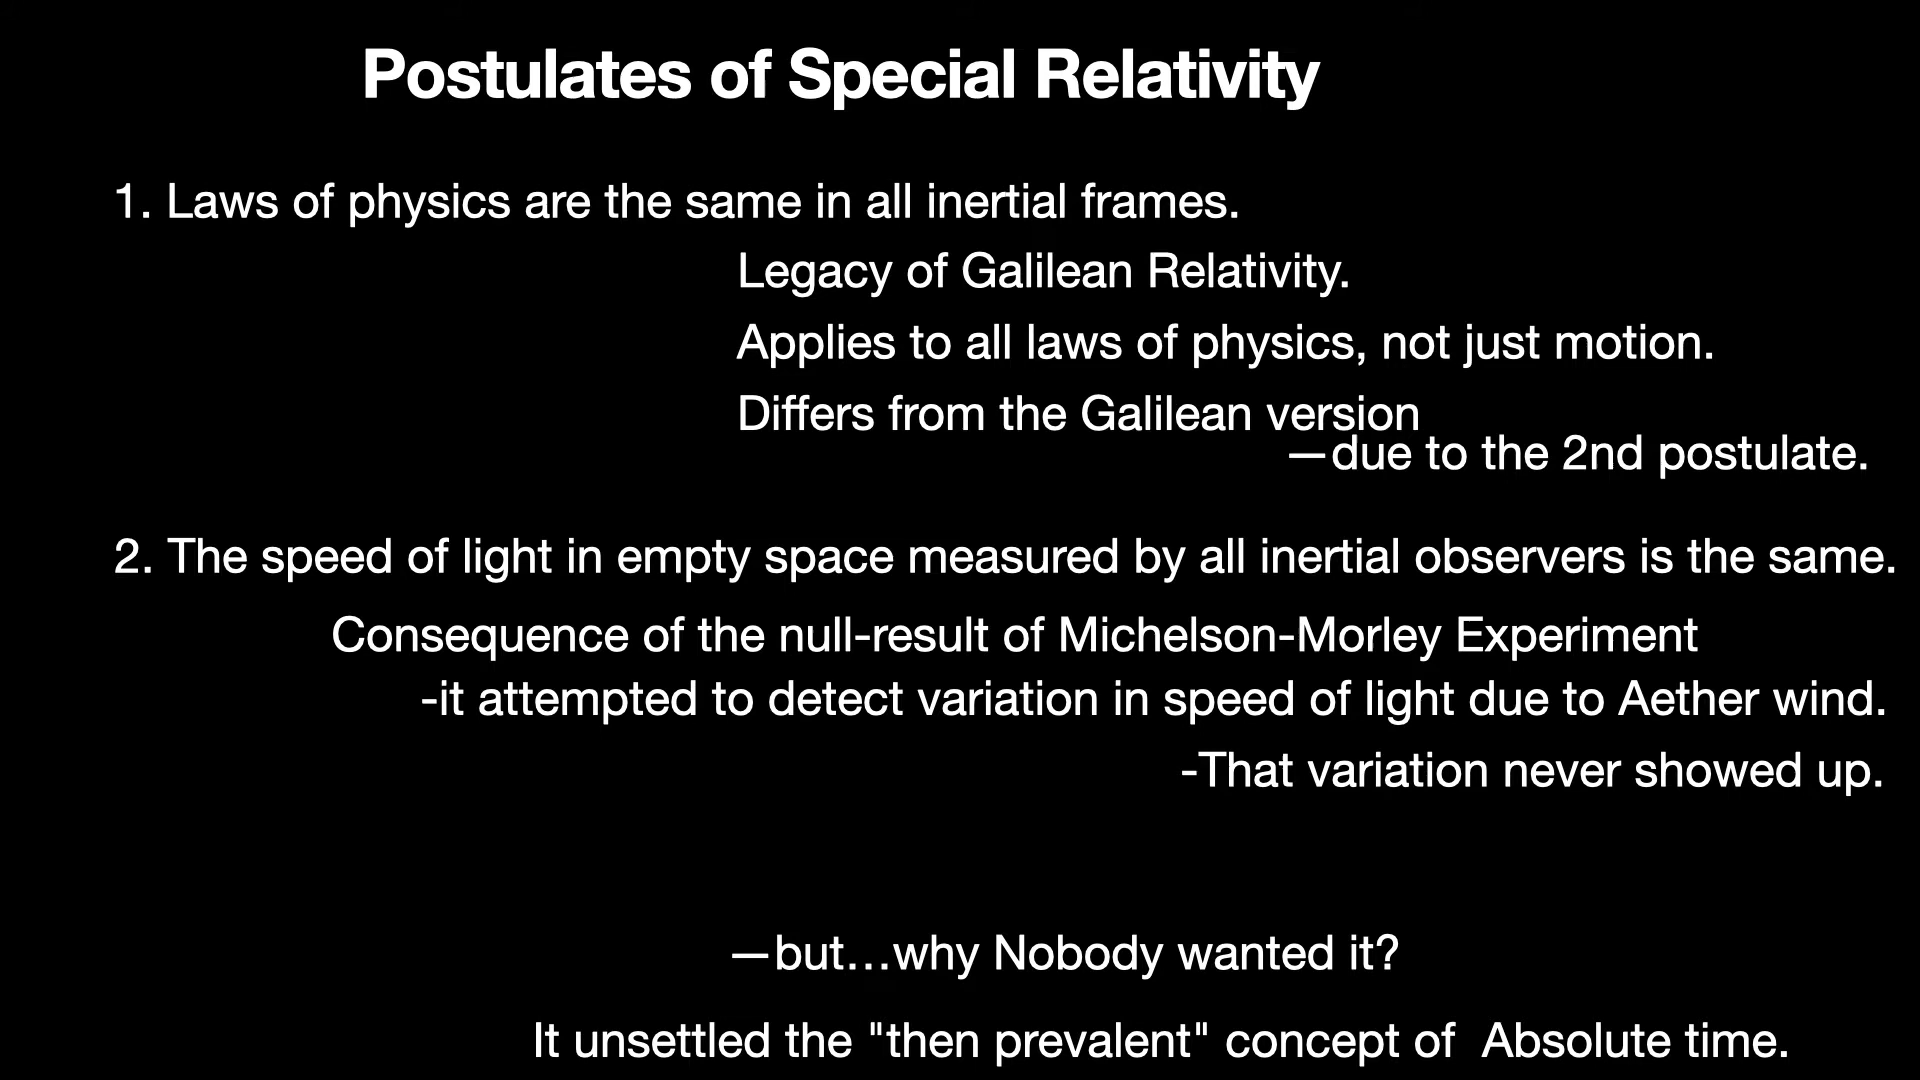 Postulates of Special Relativity
1. Laws of physics are the same in all inertial frames.
Legacy of Galilean Relativity.
Applies to all laws of physics, not just motion.
Differs from the Galilean version
—due to the 2nd postulate.
2. The speed of light in empty space measured by all inertial observers is the same.
Consequence of the null-result of Michelson-Morley Experiment
-it attempted to detect variation in speed of light due to Aether wind.
-That variation never showed up.
—but…why Nobody wanted it?
It unsettled the "then prevalent" concept of  Absolute time.